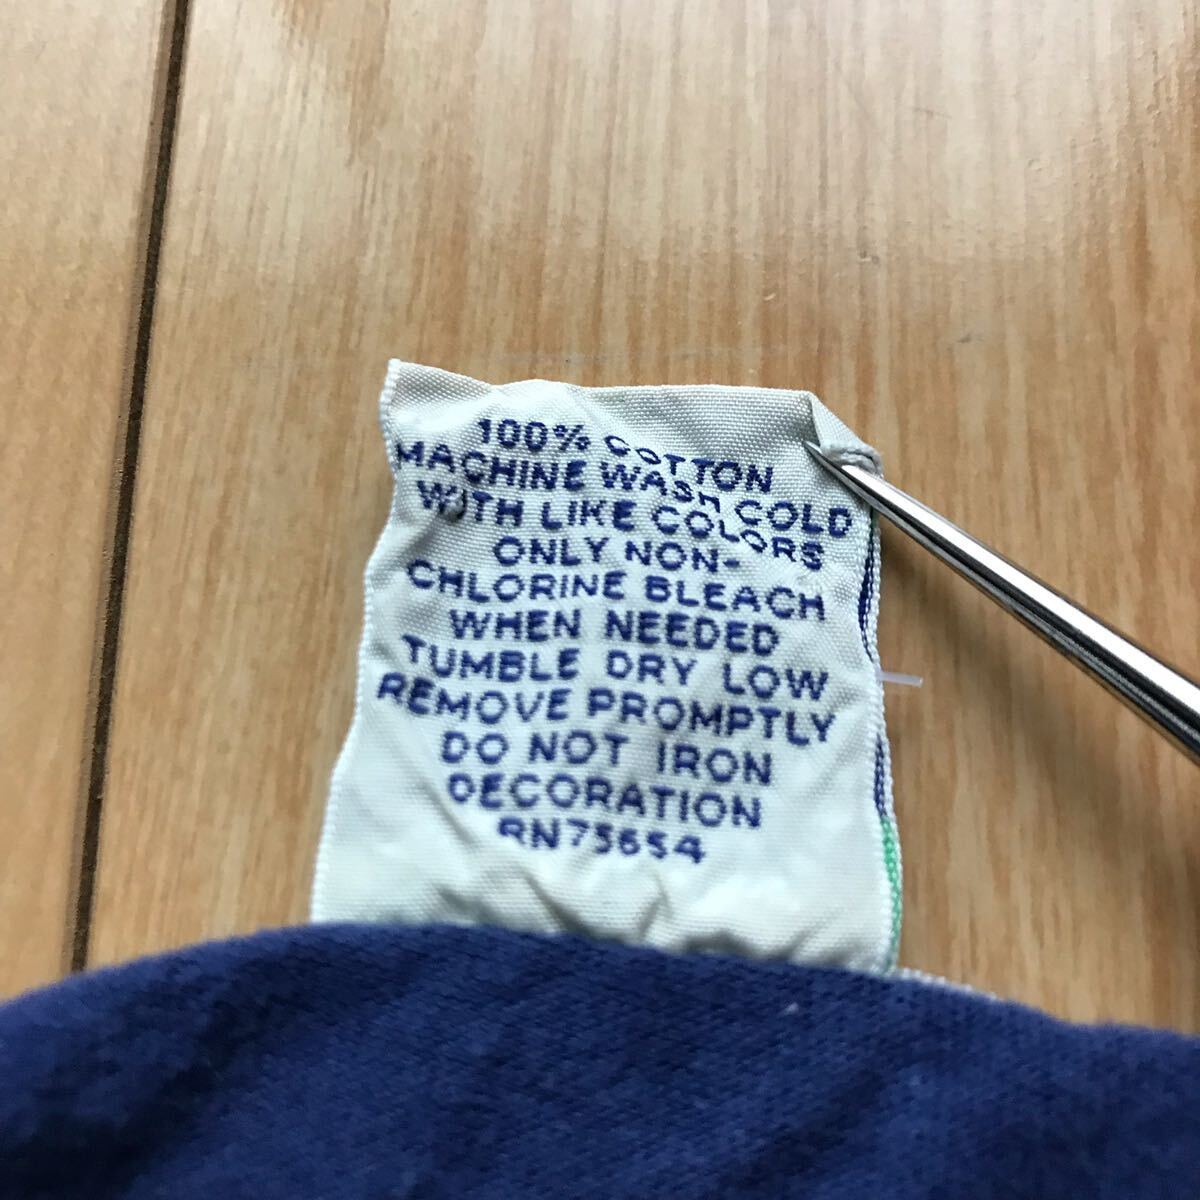 100% COTTON
MACHINE WASH COLD
WITH LIKE COLORS
ONLY NON-
CHLORINE BLEACH
WHEN NEEDED
TUMBLE DRY LOW
REMOVE PROMPTLY
DO NOT IRON
DECORATION
RN75654